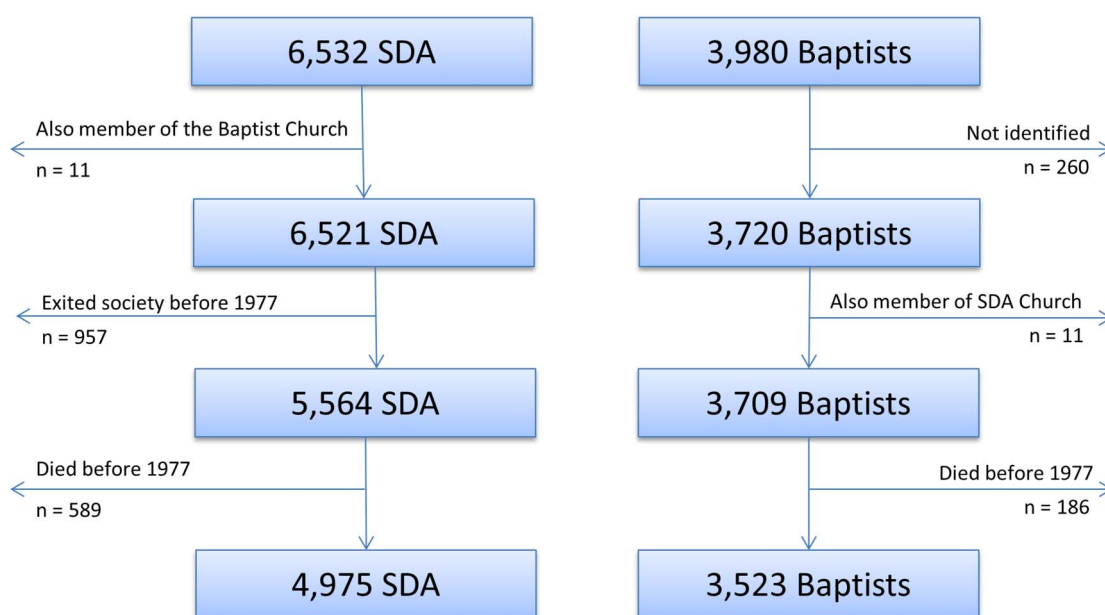 6,532 SDA
Also member of the Baptist Church
n = 11
6,521 SDA
Exited society before 1977
n = 957
5,564 SDA
Died before 1977
n = 589
4,975 SDA
3,980 Baptists
Not identified
n = 260
3,720 Baptists
Also member of SDA Church
n = 11
3,709 Baptists
Died before 1977
n = 186
3,523 Baptists